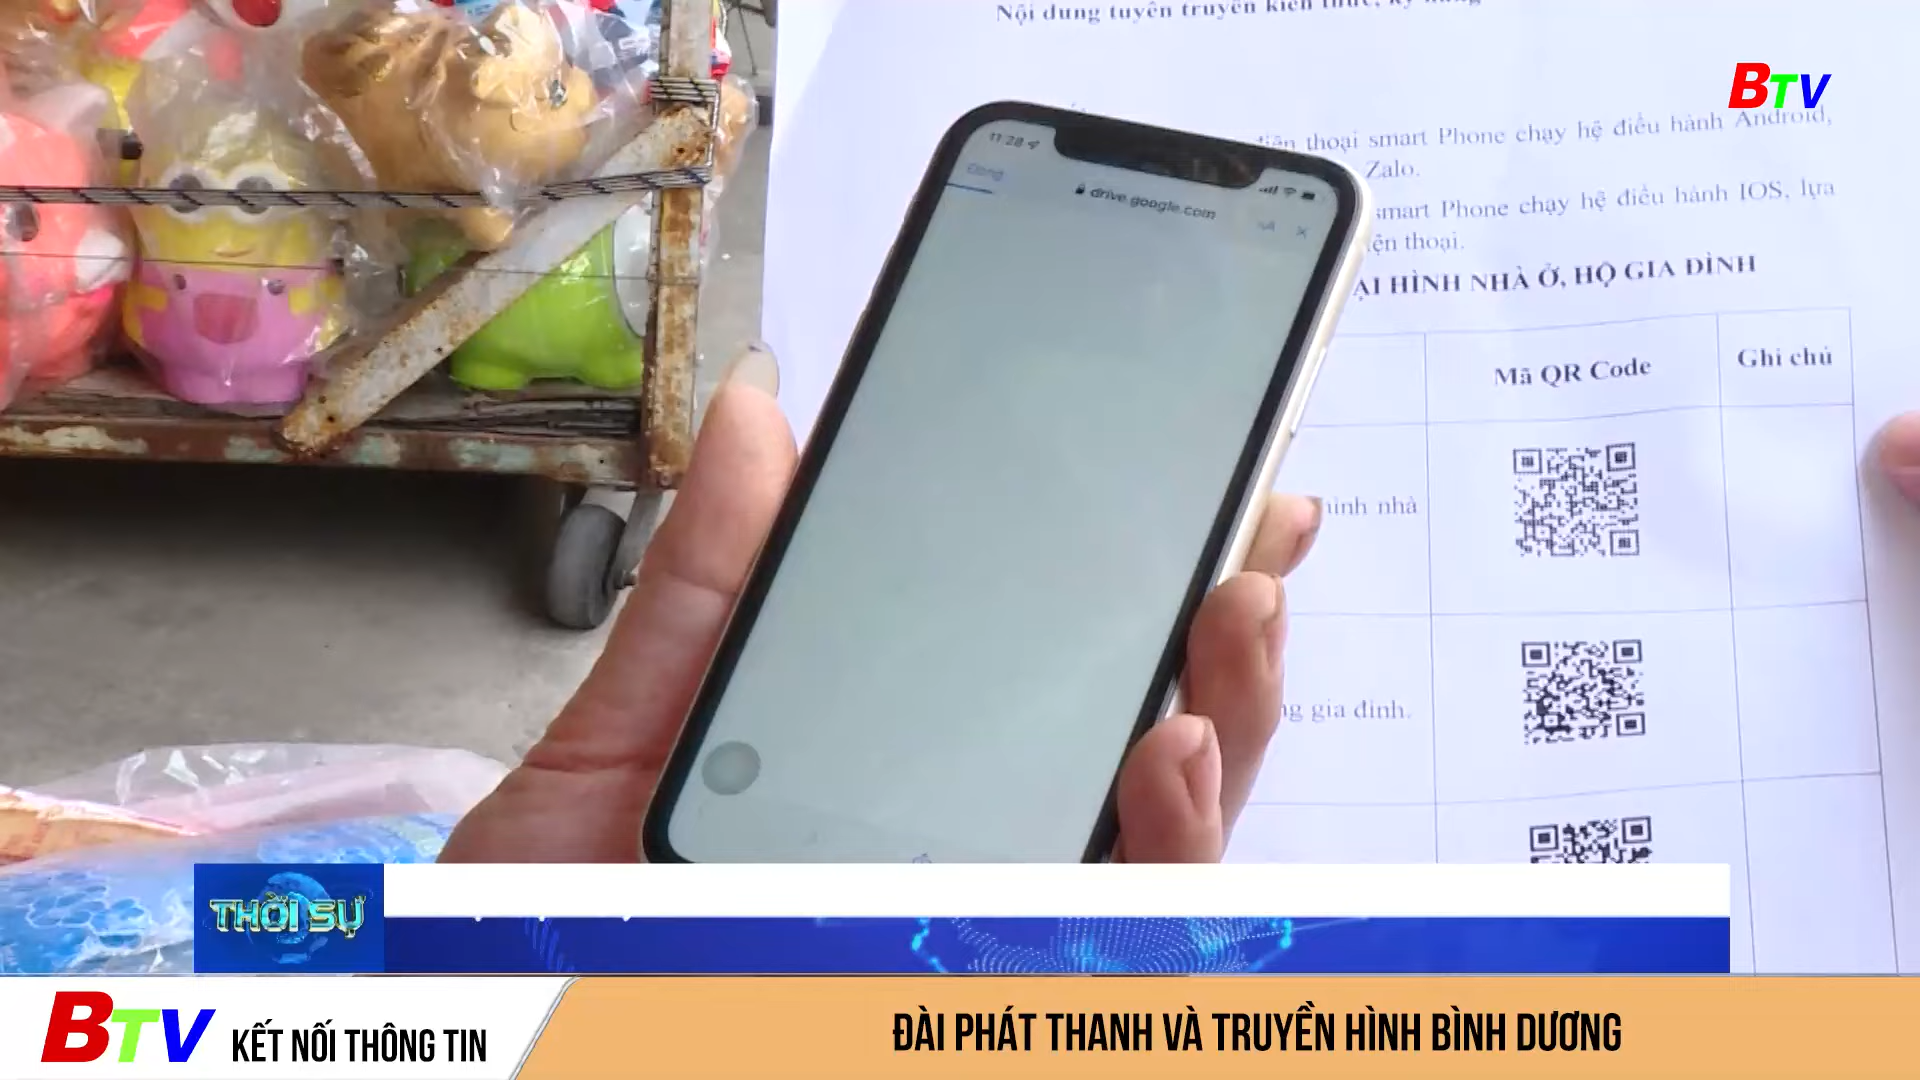 Nội dung tuyên truyền kiến thức, kỹ năng
BTV
điện thoại smart Phone chạy hệ điều hành Android,
Zalo.
smart Phone chạy hệ điều hành IOS, lựa
điện thoại.
ẠI HÌNH NHÀ Ở, HỘ GIA ĐÌNH
11:28
Đóng
drive.google.com
AA
Mã QR Code
Ghi chú
hình nhà
ng gia đình.
THỜI SỰ
BTV KẾT NỐI THÔNG TIN
ĐÀI PHÁT THANH VÀ TRUYỀN HÌNH BÌNH DƯƠNG